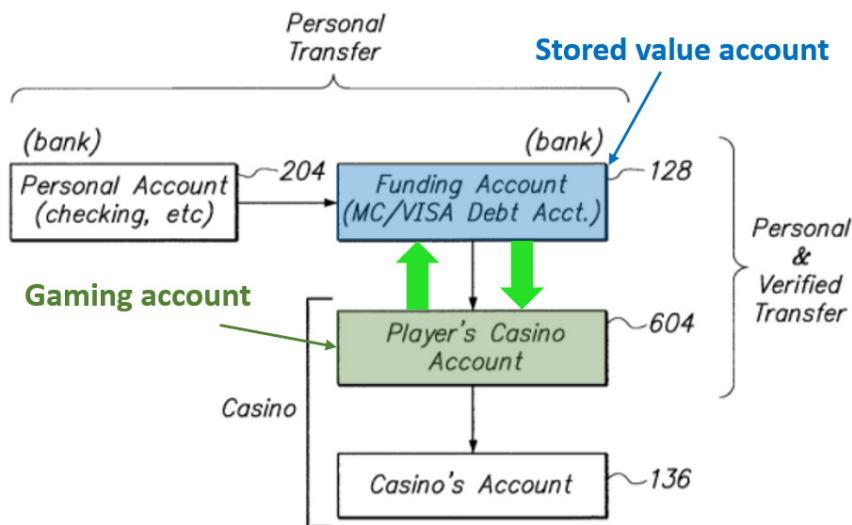 Personal
Transfer
Stored value account
(bank)
(bank)
Personal Account
(checking, etc)
204
Funding Account
(MC/VISA Debt Acct.)
128
Personal
&
Verified
Transfer
Gaming account
Player's Casino
Account
604
Casino
Casino's Account
136